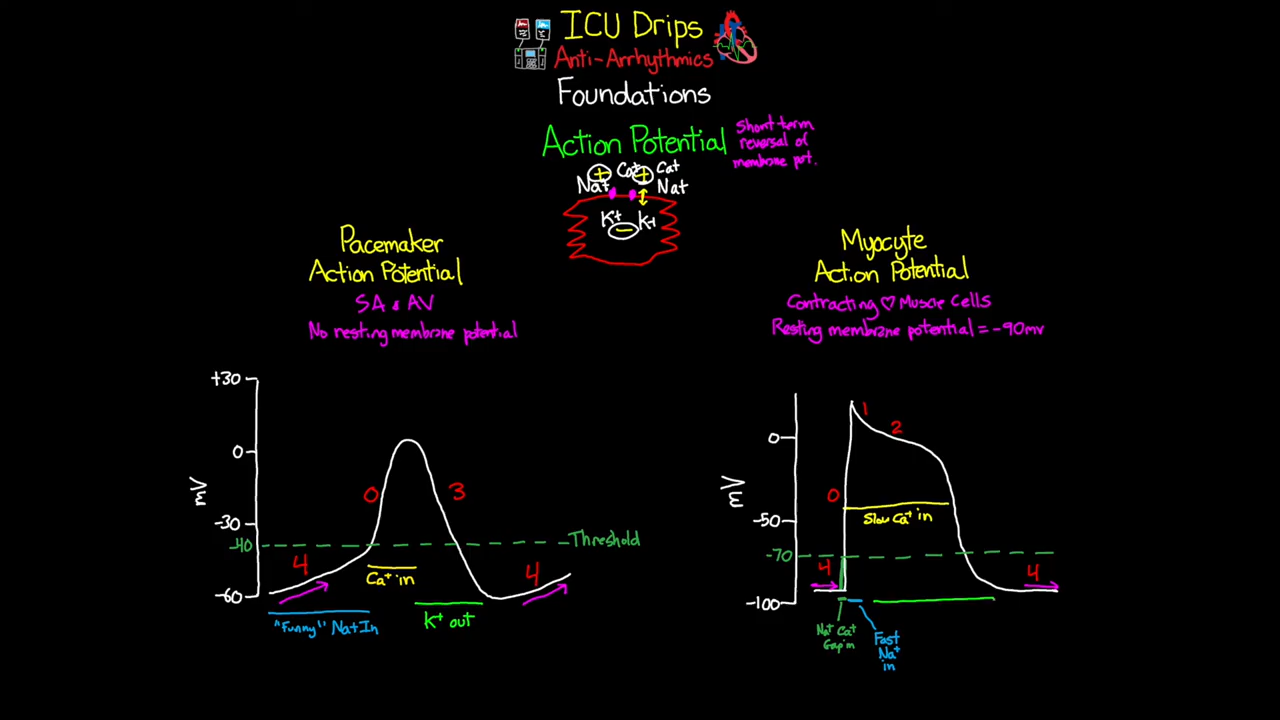 ICU Drips
Anti-Arrhythmics
Foundations
Action Potential
Short term
reversal of
membrane pot.
+ Ca+ + Ca+
Na+ Na+
K+ K+
−
Pacemaker
Action Potential
SA & AV
No resting membrane potential
+30
0
-30
-40
-60
mV
4
0
3
4
Threshold
Ca+ in
K+ out
"Funny" Na+ In
Myocyte
Action Potential
Contracting ♡ Muscle Cells
Resting membrane potential = -90mv
0
-50
-70
-100
mV
4
0
1
2
4
Slow Ca+ in
Na+ Ca+
Gap in
Fast
Na+
in